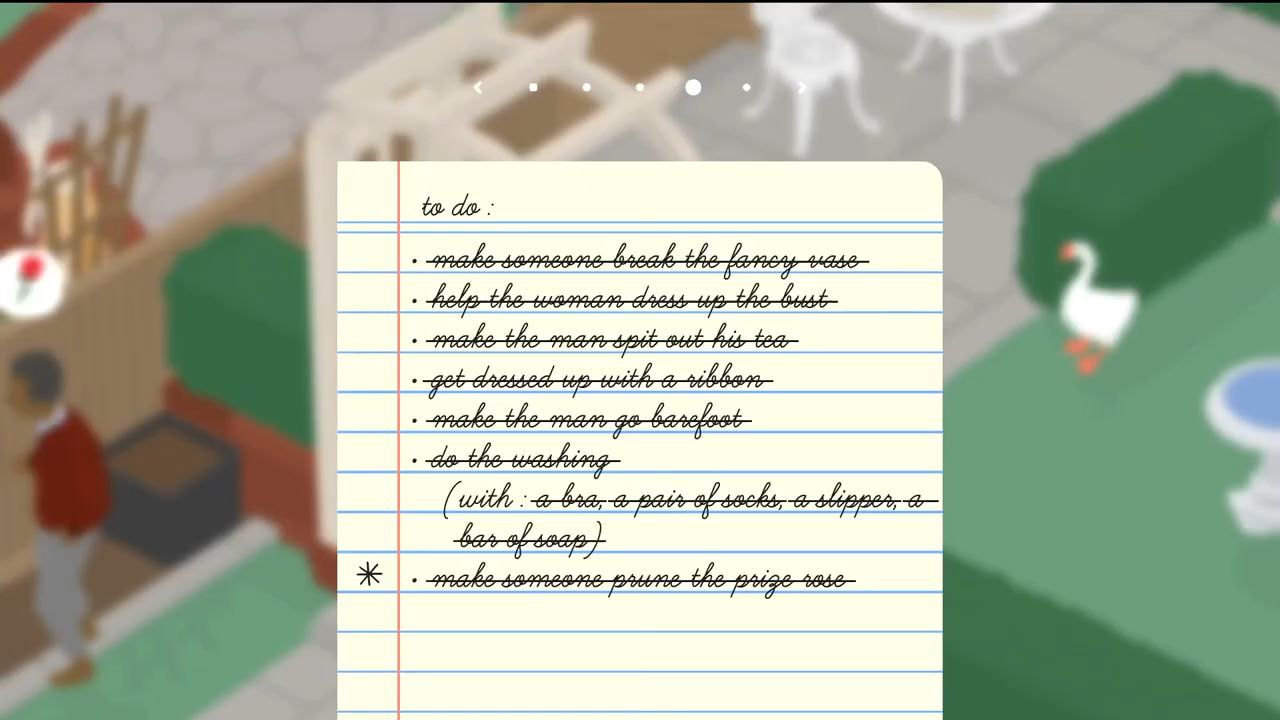 to do :
• make someone break the fancy vase
• help the woman dress up the bust
• make the man spit out his tea
• get dressed up with a ribbon
• make the man go barefoot
• do the washing
(with : a bra, a pair of socks, a slipper, a
bar of soap)
• make someone prune the prize rose